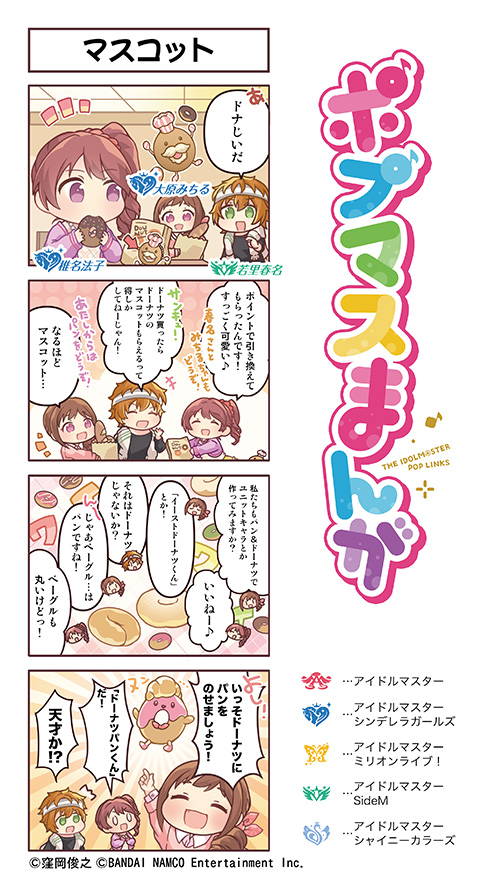 マスコット
あ
ドナじいだ
大原みちる
椎名法子
若里春名
ポイントで引き換えて
もらったんです!
すっごく可愛い♪
春名さんと
みちるちゃんも
どうぞ!
サンキュー!
ドーナツ買ったら
ドーナツの
マスコットもらえるって
得しか
してねーじゃん!
あたしからは
パンをどうぞ!
なるほど
マスコット…
私たちもパン&ドーナツで
ユニットキャラとか
作ってみますか?
いいねー♪
「イーストドーナツくん」
とか!
それはドーナツ
じゃないか?
ん
じゃあベーグル…は
パンですね!
ベーグルも
丸いけどっ!
よし!
いっそドーナツに
パンを
のせましょう!
ヌン
「ドーナツパンくん」
だ!
天才か!?
ポプマスまんが
THE IDOLM@STER
POP LINKS
…アイドルマスター
…アイドルマスター
シンデレラガールズ
…アイドルマスター
ミリオンライブ!
…アイドルマスター
SideM
…アイドルマスター
シャイニーカラーズ
©窪岡俊之 ©BANDAI NAMCO Entertainment Inc.